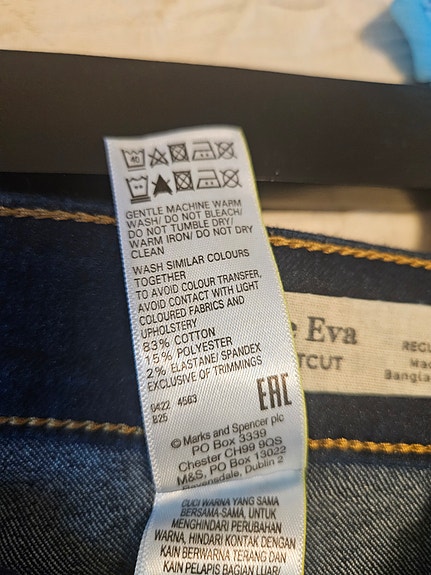 40
GENTLE MACHINE WARM
WASH/ DO NOT BLEACH/
DO NOT TUMBLE DRY/
WARM IRON/ DO NOT DRY
CLEAN
WASH SIMILAR COLOURS
TOGETHER
TO AVOID COLOUR TRANSFER,
AVOID CONTACT WITH LIGHT
COLOURED FABRICS AND
UPHOLSTERY
83% COTTON
15% POLYESTER
2% ELASTANE/ SPANDEX
EXCLUSIVE OF TRIMMINGS
0422 4563
825
EAC
©Marks and Spencer plc
PO Box 3339
Chester CH99 9QS
M&S, PO Box 13022
Ravensdale, Dublin 2
CUCI WARNA YANG SAMA
BERSAMA-SAMA, UNTUK
MENGHINDARI PERUBAHAN
WARNA, HINDARI KONTAK DENGAN
KAIN BERWARNA TERANG DAN
KAIN PELAPIS BAGIAN LUAR/
Eva
TCUT